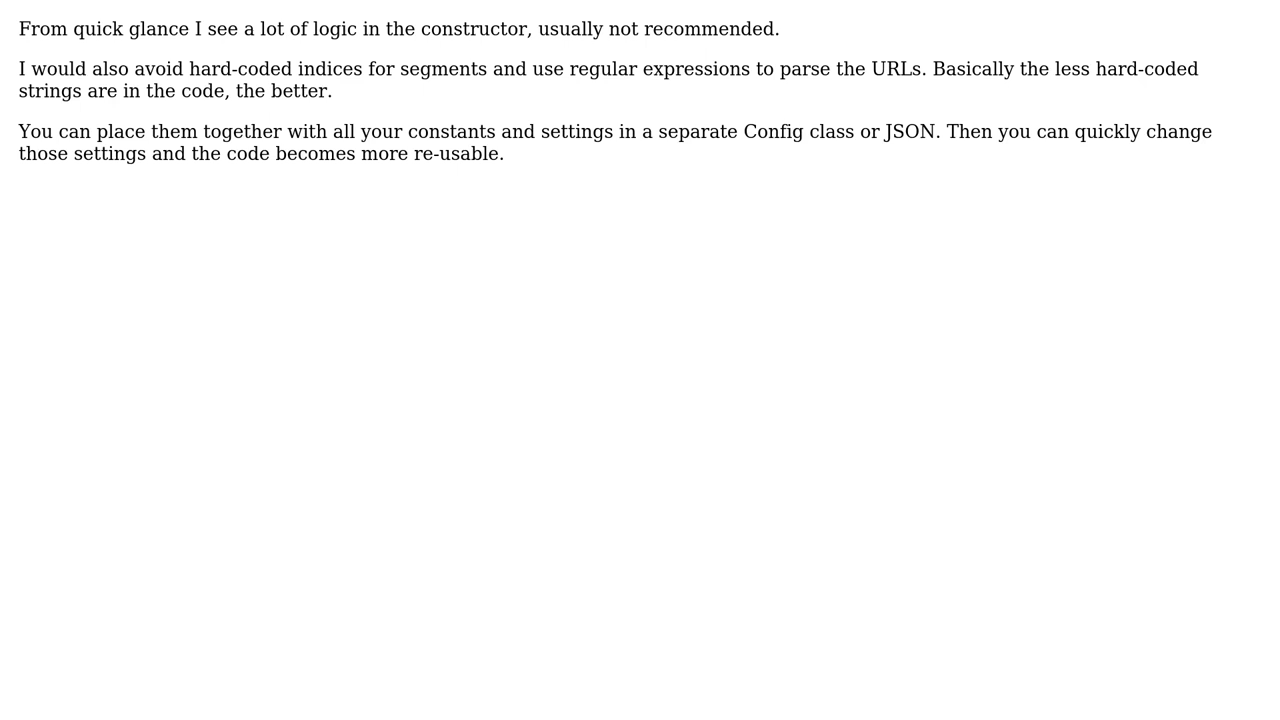 From quick glance I see a lot of logic in the constructor, usually not recommended.
I would also avoid hard-coded indices for segments and use regular expressions to parse the URLs. Basically the less hard-coded
strings are in the code, the better.
You can place them together with all your constants and settings in a separate Config class or JSON. Then you can quickly change
those settings and the code becomes more re-usable.